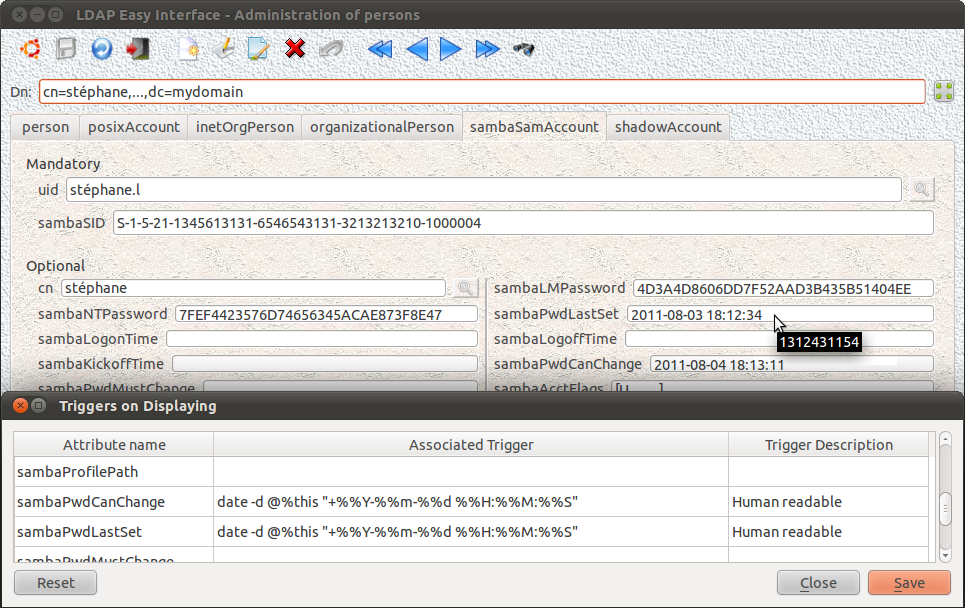 LDAP Easy Interface - Administration of persons
Dn: cn=stéphane,...,dc=mydomain
person posixAccount inetOrgPerson organizationalPerson sambaSamAccount shadowAccount
Mandatory
uid stéphane.l
sambaSID S-1-5-21-1345613131-6546543131-3213213210-1000004
Optional
cn stéphane sambaLMPassword 4D3A4D8606DD7F52AAD3B435B51404EE
sambaNTPassword 7FEF4423576D74656345ACAE873F8E47 sambaPwdLastSet 2011-08-03 18:12:34
sambaLogonTime sambaLogoffTime 1312431154
sambaKickoffTime sambaPwdCanChange 2011-08-04 18:13:11
sambaPwdMustChange sambaAcctFlags [U ]
Triggers on Displaying
Attribute name Associated Trigger Trigger Description
sambaProfilePath
sambaPwdCanChange date -d @%this "+%%Y-%%m-%%d %%H:%%M:%%S" Human readable
sambaPwdLastSet date -d @%this "+%%Y-%%m-%%d %%H:%%M:%%S" Human readable
sambaPwdMustChange
Reset Close Save